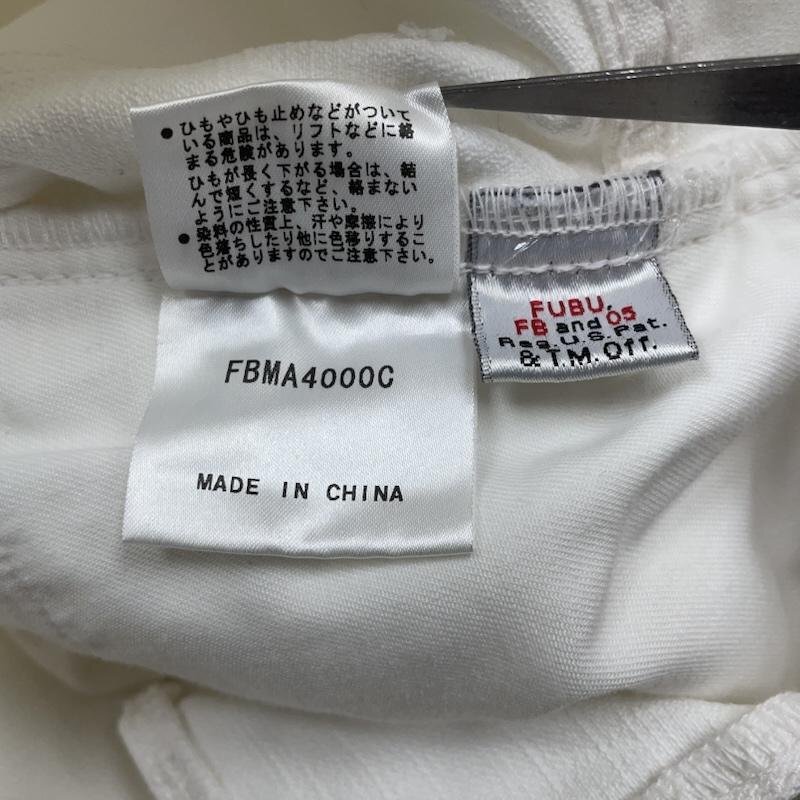 ●ひもやひも止めなどがついて
いる商品は、リフトなどに絡
まる危険があります。
ひもが長く下がる場合は、結
んで短くするなど、絡まない
ようにご注意下さい。
●染料の性質上、汗や摩擦により
色落ちしたり他に色移りするこ
とがありますのでご注意下さい。
FBMA4000C
MADE IN CHINA
FUBU,
FB and 05
Reg.U.S.Pat.
& T.M.Off.